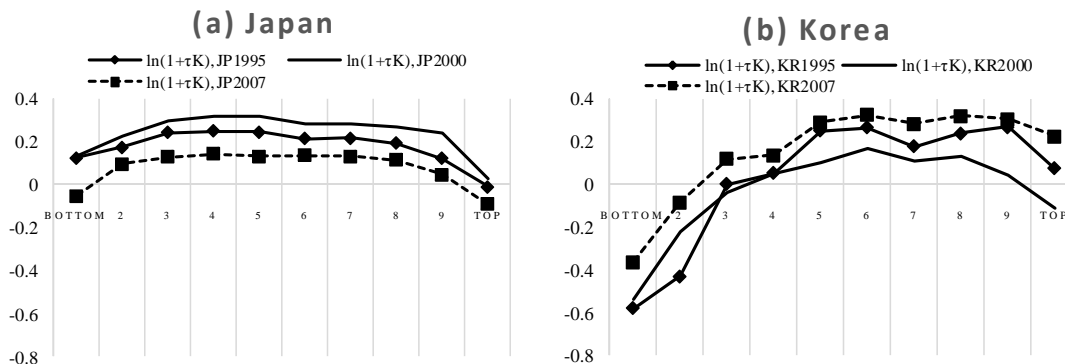 (a) Japan
ln(1+τK), JP1995
ln(1+τK), JP2000
ln(1+τK), JP2007
0.4
0.2
0
-0.2
-0.4
-0.6
-0.8
BOTTOM 2 3 4 5 6 7 8 9 TOP
(b) Korea
ln(1+τK), KR1995
ln(1+τK), KR2000
ln(1+τK), KR2007
0.4
0.2
0
-0.2
-0.4
-0.6
-0.8
BOTTOM 2 3 4 5 6 7 8 9 TOP